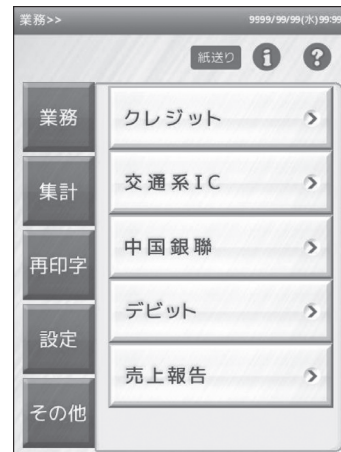 業務>> 9999/99/99(水)99:99
紙送り i ?
業務
集計
再印字
設定
その他
クレジット
交通系IC
中国銀聯
デビット
売上報告